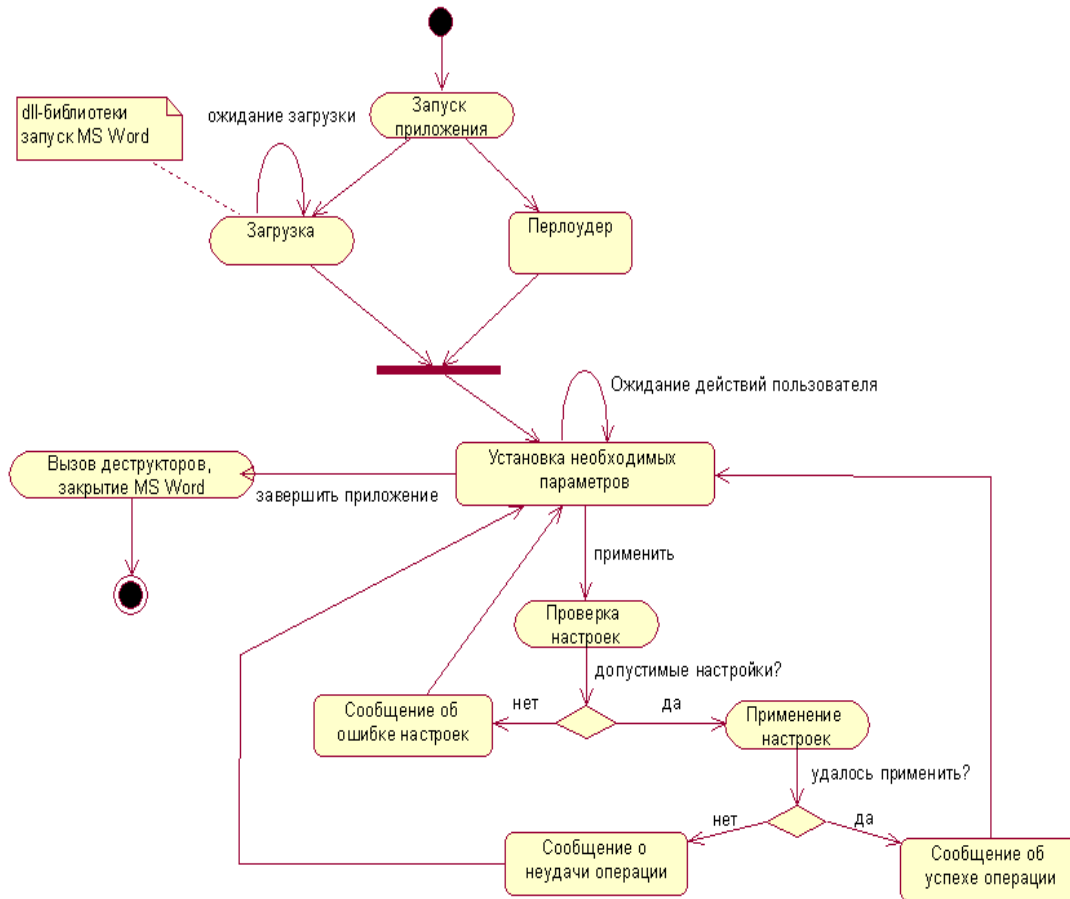 Запуск
приложения
dll-библиотеки
запуск MS Word
ожидание загрузки
Загрузка
Перлоудер
Ожидание действий пользователя
Установка необходимых
параметров
Вызов деструкторов,
закрытие MS Word
завершить приложение
применить
Проверка
настроек
допустимые настройки?
нет
да
Сообщение об
ошибке настроек
Применение
настроек
удалось применить?
нет
да
Сообщение о
неудачи операции
Сообщение об
успехе операции